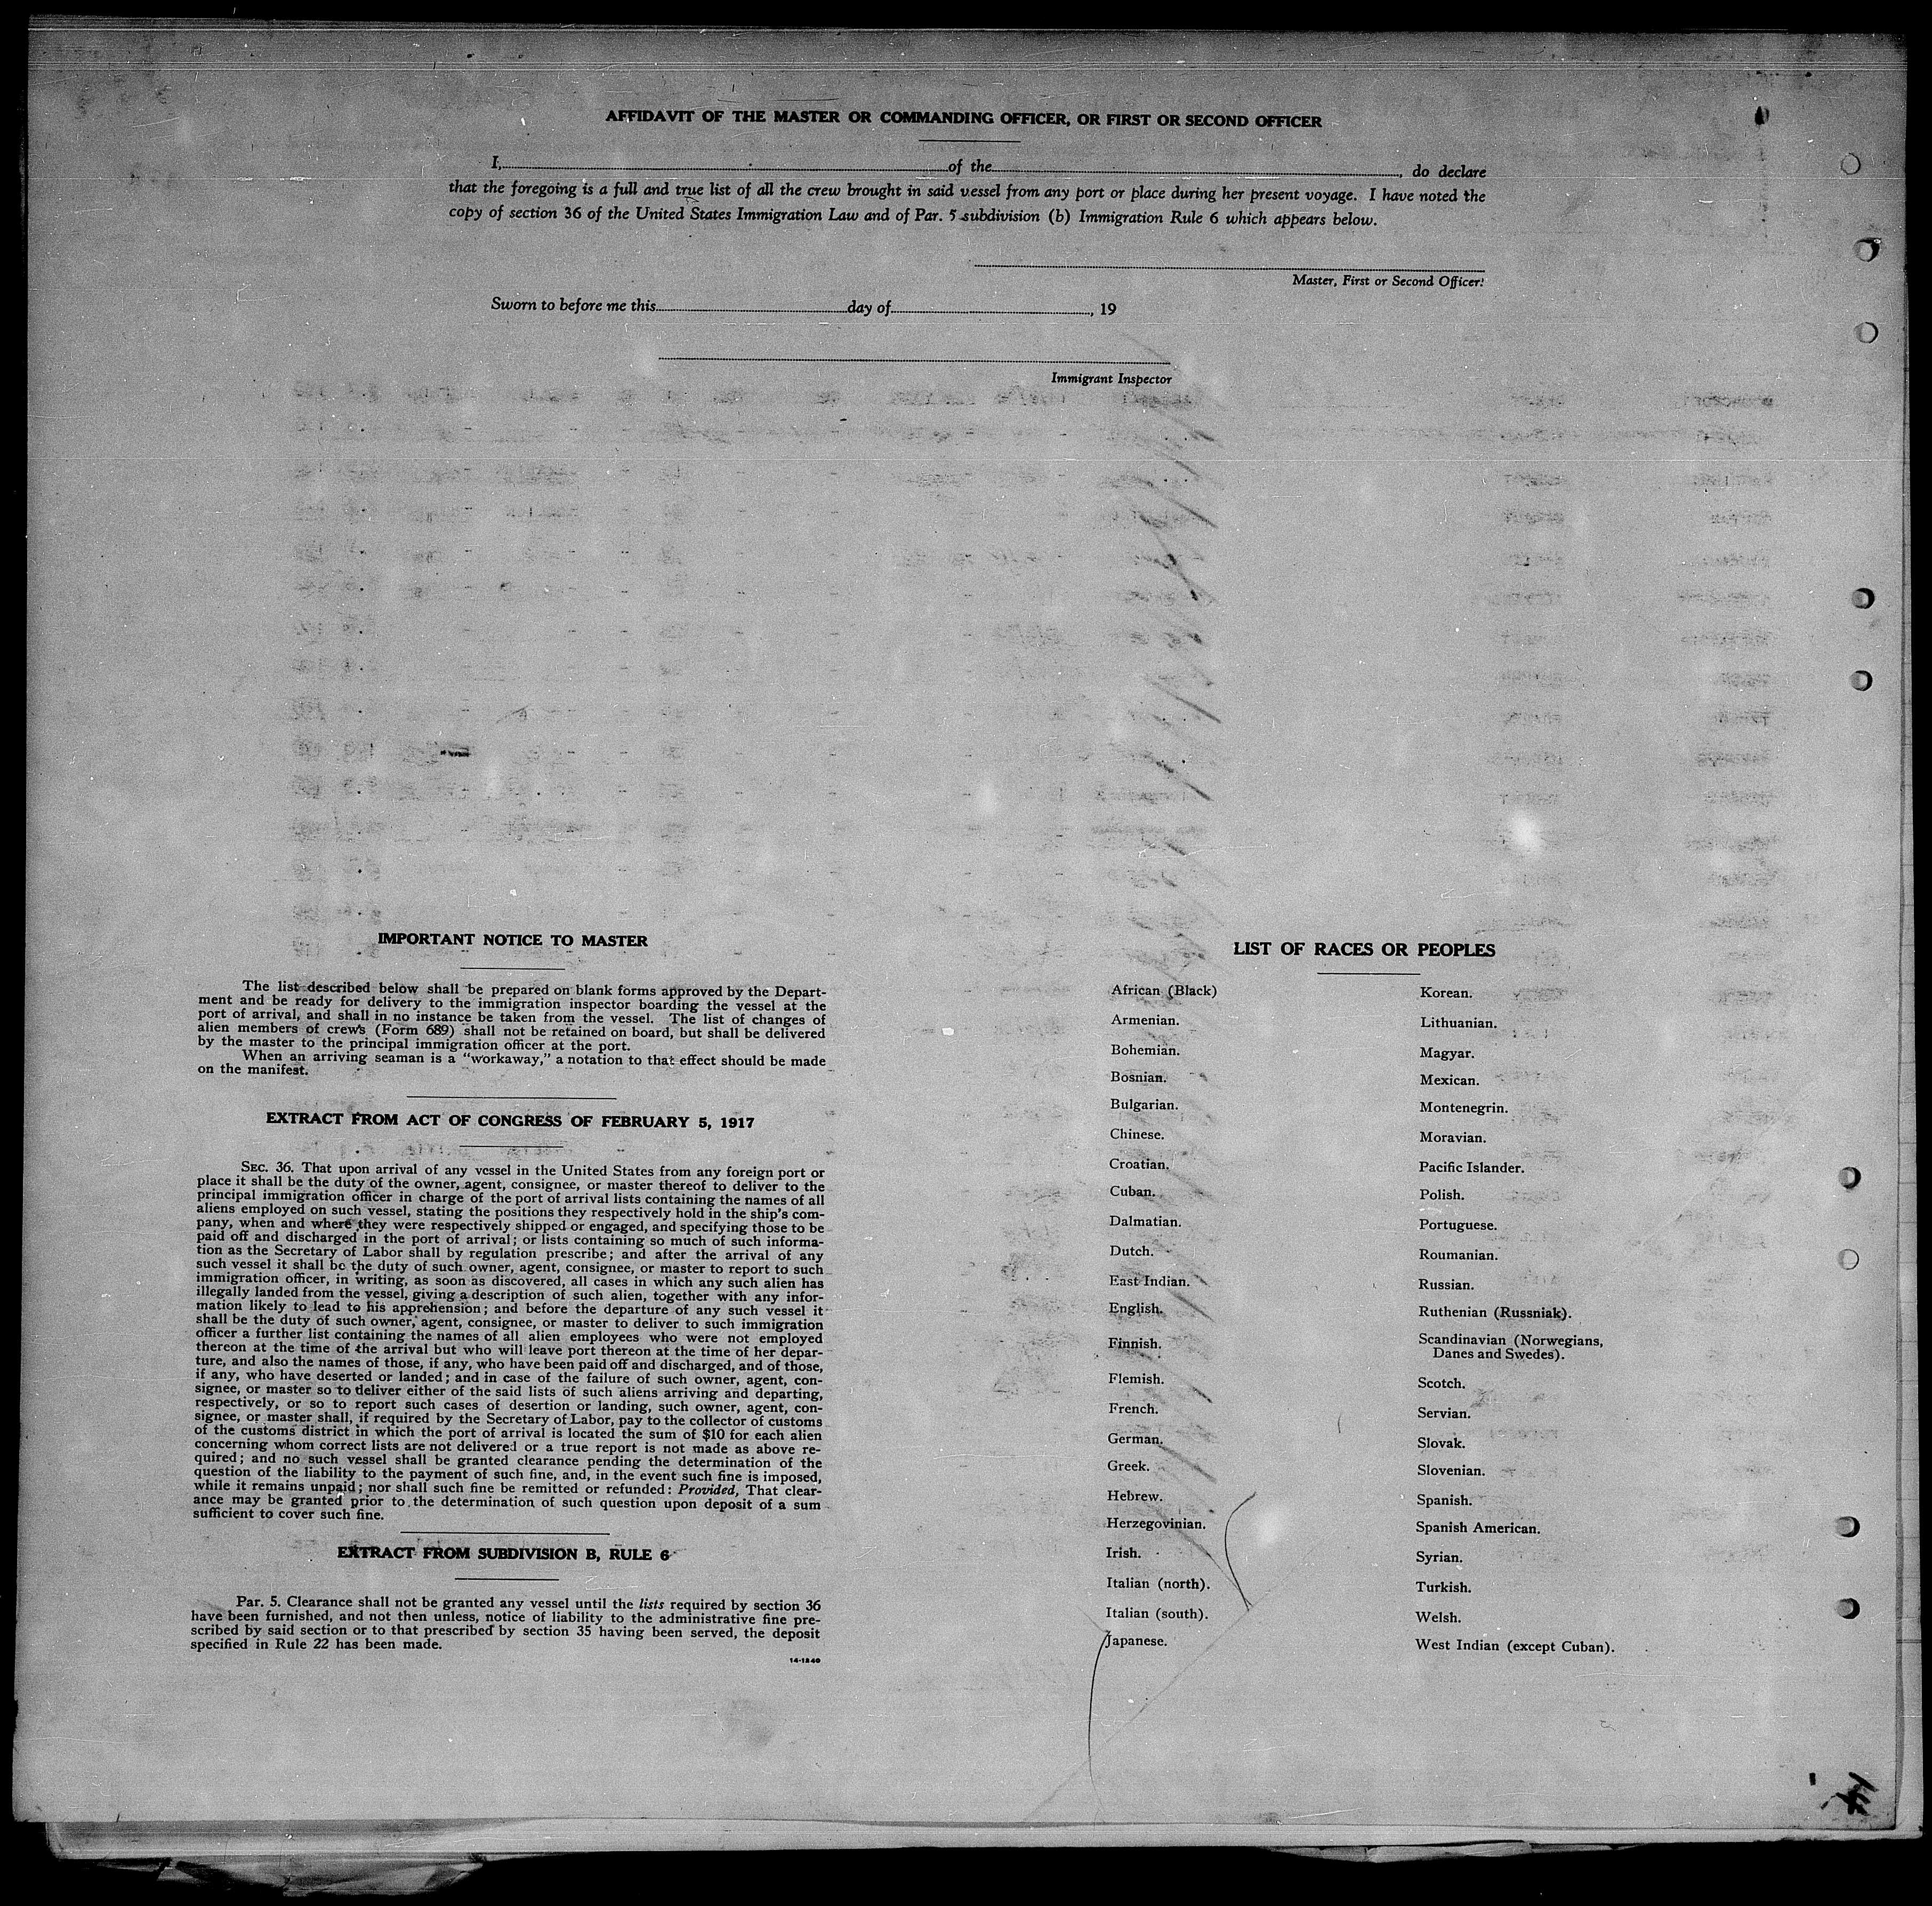 AFFIDAVIT OF THE MASTER OR COMMANDING OFFICER, OR FIRST OR SECOND OFFICER
I, of the , do declare
that the foregoing is a full and true list of all the crew brought in said vessel from any port or place during her present voyage. I have noted the
copy of section 36 of the United States Immigration Law and of Par. 5 subdivision (b) Immigration Rule 6 which appears below.
Master, First or Second Officer.
Sworn to before me this day of , 19
Immigrant Inspector
IMPORTANT NOTICE TO MASTER
The list described below shall be prepared on blank forms approved by the Depart-
ment and be ready for delivery to the immigration inspector boarding the vessel at the
port of arrival, and shall in no instance be taken from the vessel. The list of changes of
alien members of crews (Form 689) shall not be retained on board, but shall be delivered
by the master to the principal immigration officer at the port.
When an arriving seaman is a "workaway," a notation to that effect should be made
on the manifest.
EXTRACT FROM ACT OF CONGRESS OF FEBRUARY 5, 1917
SEC. 36. That upon arrival of any vessel in the United States from any foreign port or
place it shall be the duty of the owner, agent, consignee, or master thereof to deliver to the
principal immigration officer in charge of the port of arrival lists containing the names of all
aliens employed on such vessel, stating the positions they respectively hold in the ship's com-
pany, when and where they were respectively shipped or engaged, and specifying those to be
paid off and discharged in the port of arrival; or lists containing so much of such informa-
tion as the Secretary of Labor shall by regulation prescribe; and after the arrival of any
such vessel it shall be the duty of such owner, agent, consignee, or master to report to such
immigration officer, in writing, as soon as discovered, all cases in which any such alien has
illegally landed from the vessel, giving a description of such alien, together with any infor-
mation likely to lead to his apprehension; and before the departure of any such vessel it
shall be the duty of such owner, agent, consignee, or master to deliver to such immigration
officer a further list containing the names of all alien employees who were not employed
thereon at the time of the arrival but who will leave port thereon at the time of her depar-
ture, and also the names of those, if any, who have been paid off and discharged, and of those,
if any, who have deserted or landed; and in case of the failure of such owner, agent, con-
signee, or master so to deliver either of the said lists of such aliens arriving and departing,
respectively, or so to report such cases of desertion or landing, such owner, agent, con-
signee, or master shall, if required by the Secretary of Labor, pay to the collector of customs
of the customs district in which the port of arrival is located the sum of $10 for each alien
concerning whom correct lists are not delivered or a true report is not made as above re-
quired; and no such vessel shall be granted clearance pending the determination of the
question of the liability to the payment of such fine, and, in the event such fine is imposed,
while it remains unpaid; nor shall such fine be remitted or refunded: Provided, That clear-
ance may be granted prior to the determination of such question upon deposit of a sum
sufficient to cover such fine.
EXTRACT FROM SUBDIVISION B, RULE 6
Par. 5. Clearance shall not be granted any vessel until the lists required by section 36
have been furnished, and not then unless, notice of liability to the administrative fine pre-
scribed by said section or to that prescribed by section 35 having been served, the deposit
specified in Rule 22 has been made.
14-1240
LIST OF RACES OR PEOPLES
African (Black)
Armenian.
Bohemian.
Bosnian.
Bulgarian.
Chinese.
Croatian.
Cuban.
Dalmatian.
Dutch.
East Indian.
English.
Finnish.
Flemish.
French.
German.
Greek.
Hebrew.
Herzegovinian.
Irish.
Italian (north).
Italian (south).
Japanese.
Korean.
Lithuanian.
Magyar.
Mexican.
Montenegrin.
Moravian.
Pacific Islander.
Polish.
Portuguese.
Roumanian.
Russian.
Ruthenian (Russniak).
Scandinavian (Norwegians,
Danes and Swedes).
Scotch.
Servian.
Slovak.
Slovenian.
Spanish.
Spanish American.
Syrian.
Turkish.
Welsh.
West Indian (except Cuban).